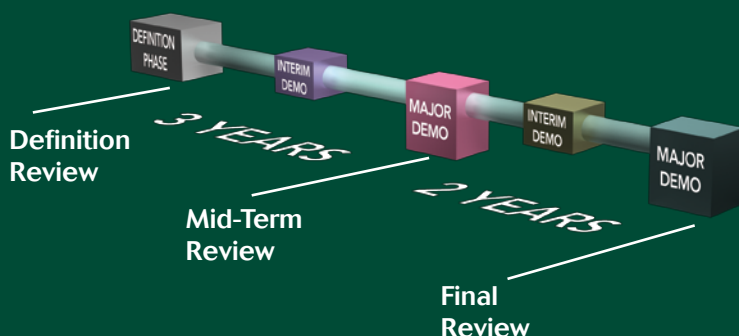 DEFINITION
PHASE
INTERIM
DEMO
MAJOR
DEMO
INTERIM
DEMO
MAJOR
DEMO
3 YEARS
2 YEARS
Definition
Review
Mid-Term
Review
Final
Review